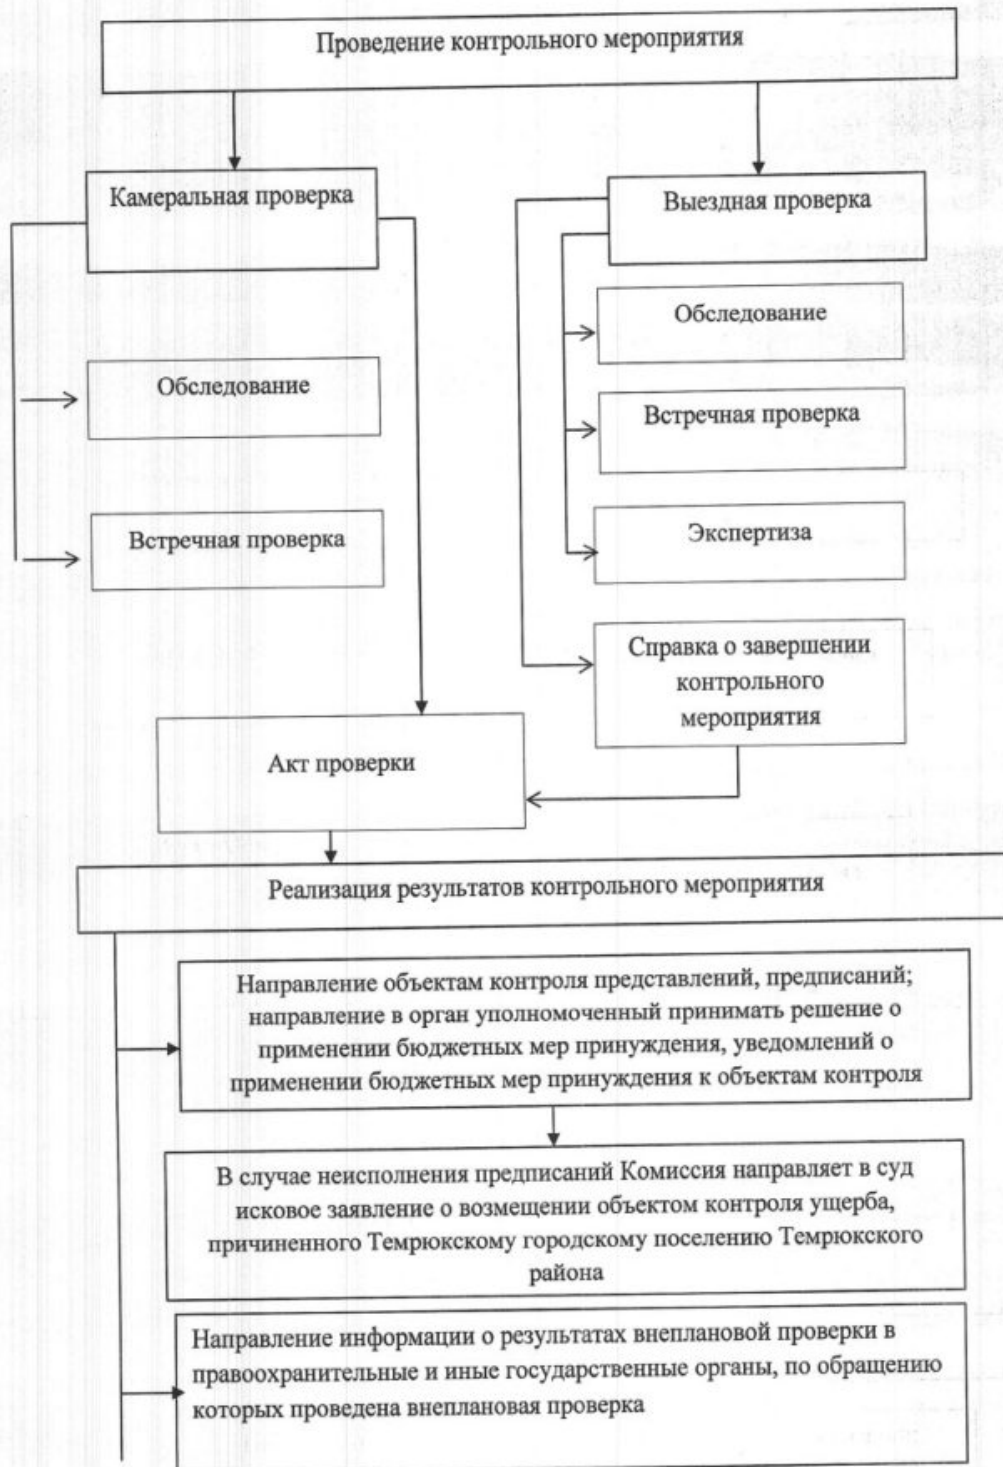 Проведение контрольного мероприятия
Камеральная проверка
Выездная проверка
Обследование
Обследование
Встречная проверка
Встречная проверка
Экспертиза
Справка о завершении
контрольного
мероприятия
Акт проверки
Реализация результатов контрольного мероприятия
Направление объектам контроля представлений, предписаний;
направление в орган уполномоченный принимать решение о
применении бюджетных мер принуждения, уведомлений о
применении бюджетных мер принуждения к объектам контроля
В случае неисполнения предписаний Комиссия направляет в суд
исковое заявление о возмещении объектом контроля ущерба,
причиненного Темрюкскому городскому поселению Темрюкского
района
Направление информации о результатах внеплановой проверки в
правоохранительные и иные государственные органы, по обращению
которых проведена внеплановая проверка